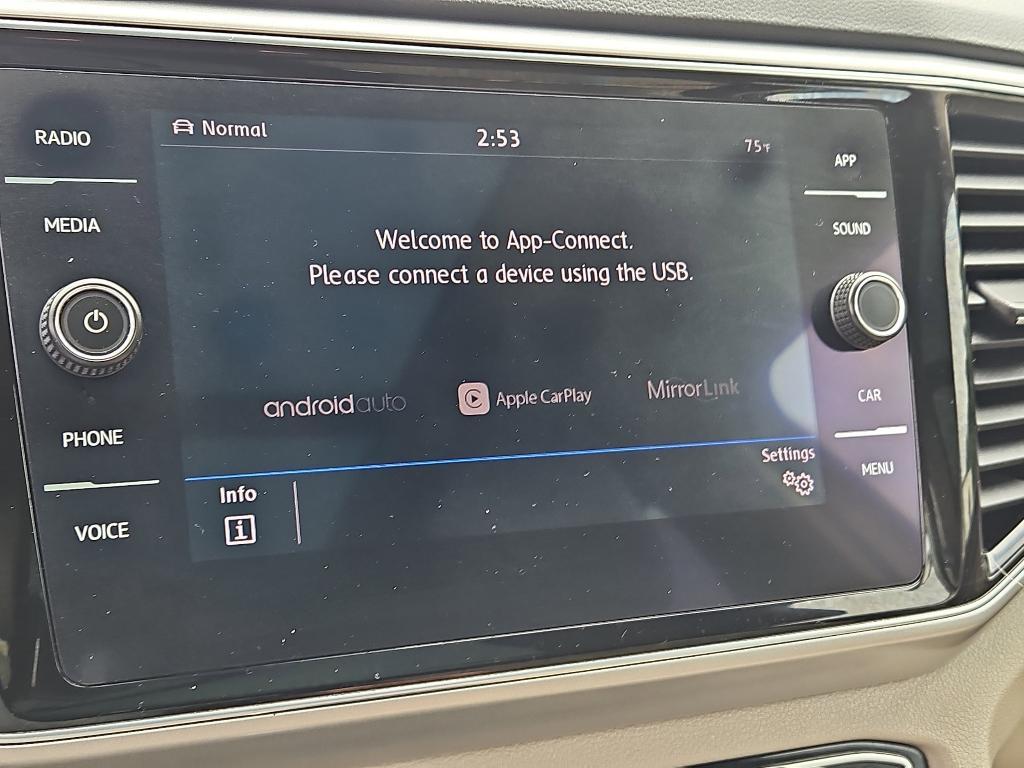 RADIO
MEDIA
PHONE
VOICE
Normal
2:53
75°F
Welcome to App-Connect.
Please connect a device using the USB.
androidauto
Apple CarPlay
MirrorLink
Info
i
Settings
APP
SOUND
CAR
MENU